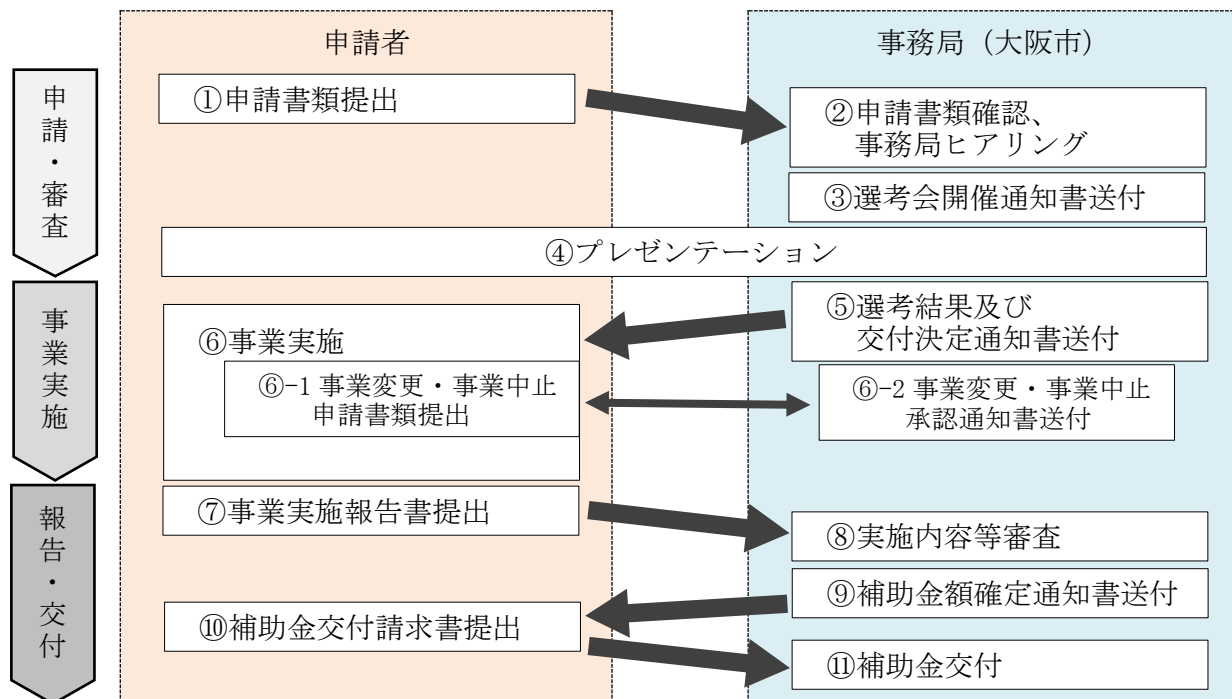 申請者
事務局（大阪市）
申請・審査
①申請書類提出
②申請書類確認、
事務局ヒアリング
③選考会開催通知書送付
④プレゼンテーション
事業実施
⑤選考結果及び
交付決定通知書送付
⑥事業実施
⑥-1 事業変更・事業中止
申請書類提出
⑥-2 事業変更・事業中止
承認通知書送付
報告・交付
⑦事業実施報告書提出
⑧実施内容等審査
⑨補助金額確定通知書送付
⑩補助金交付請求書提出
⑪補助金交付